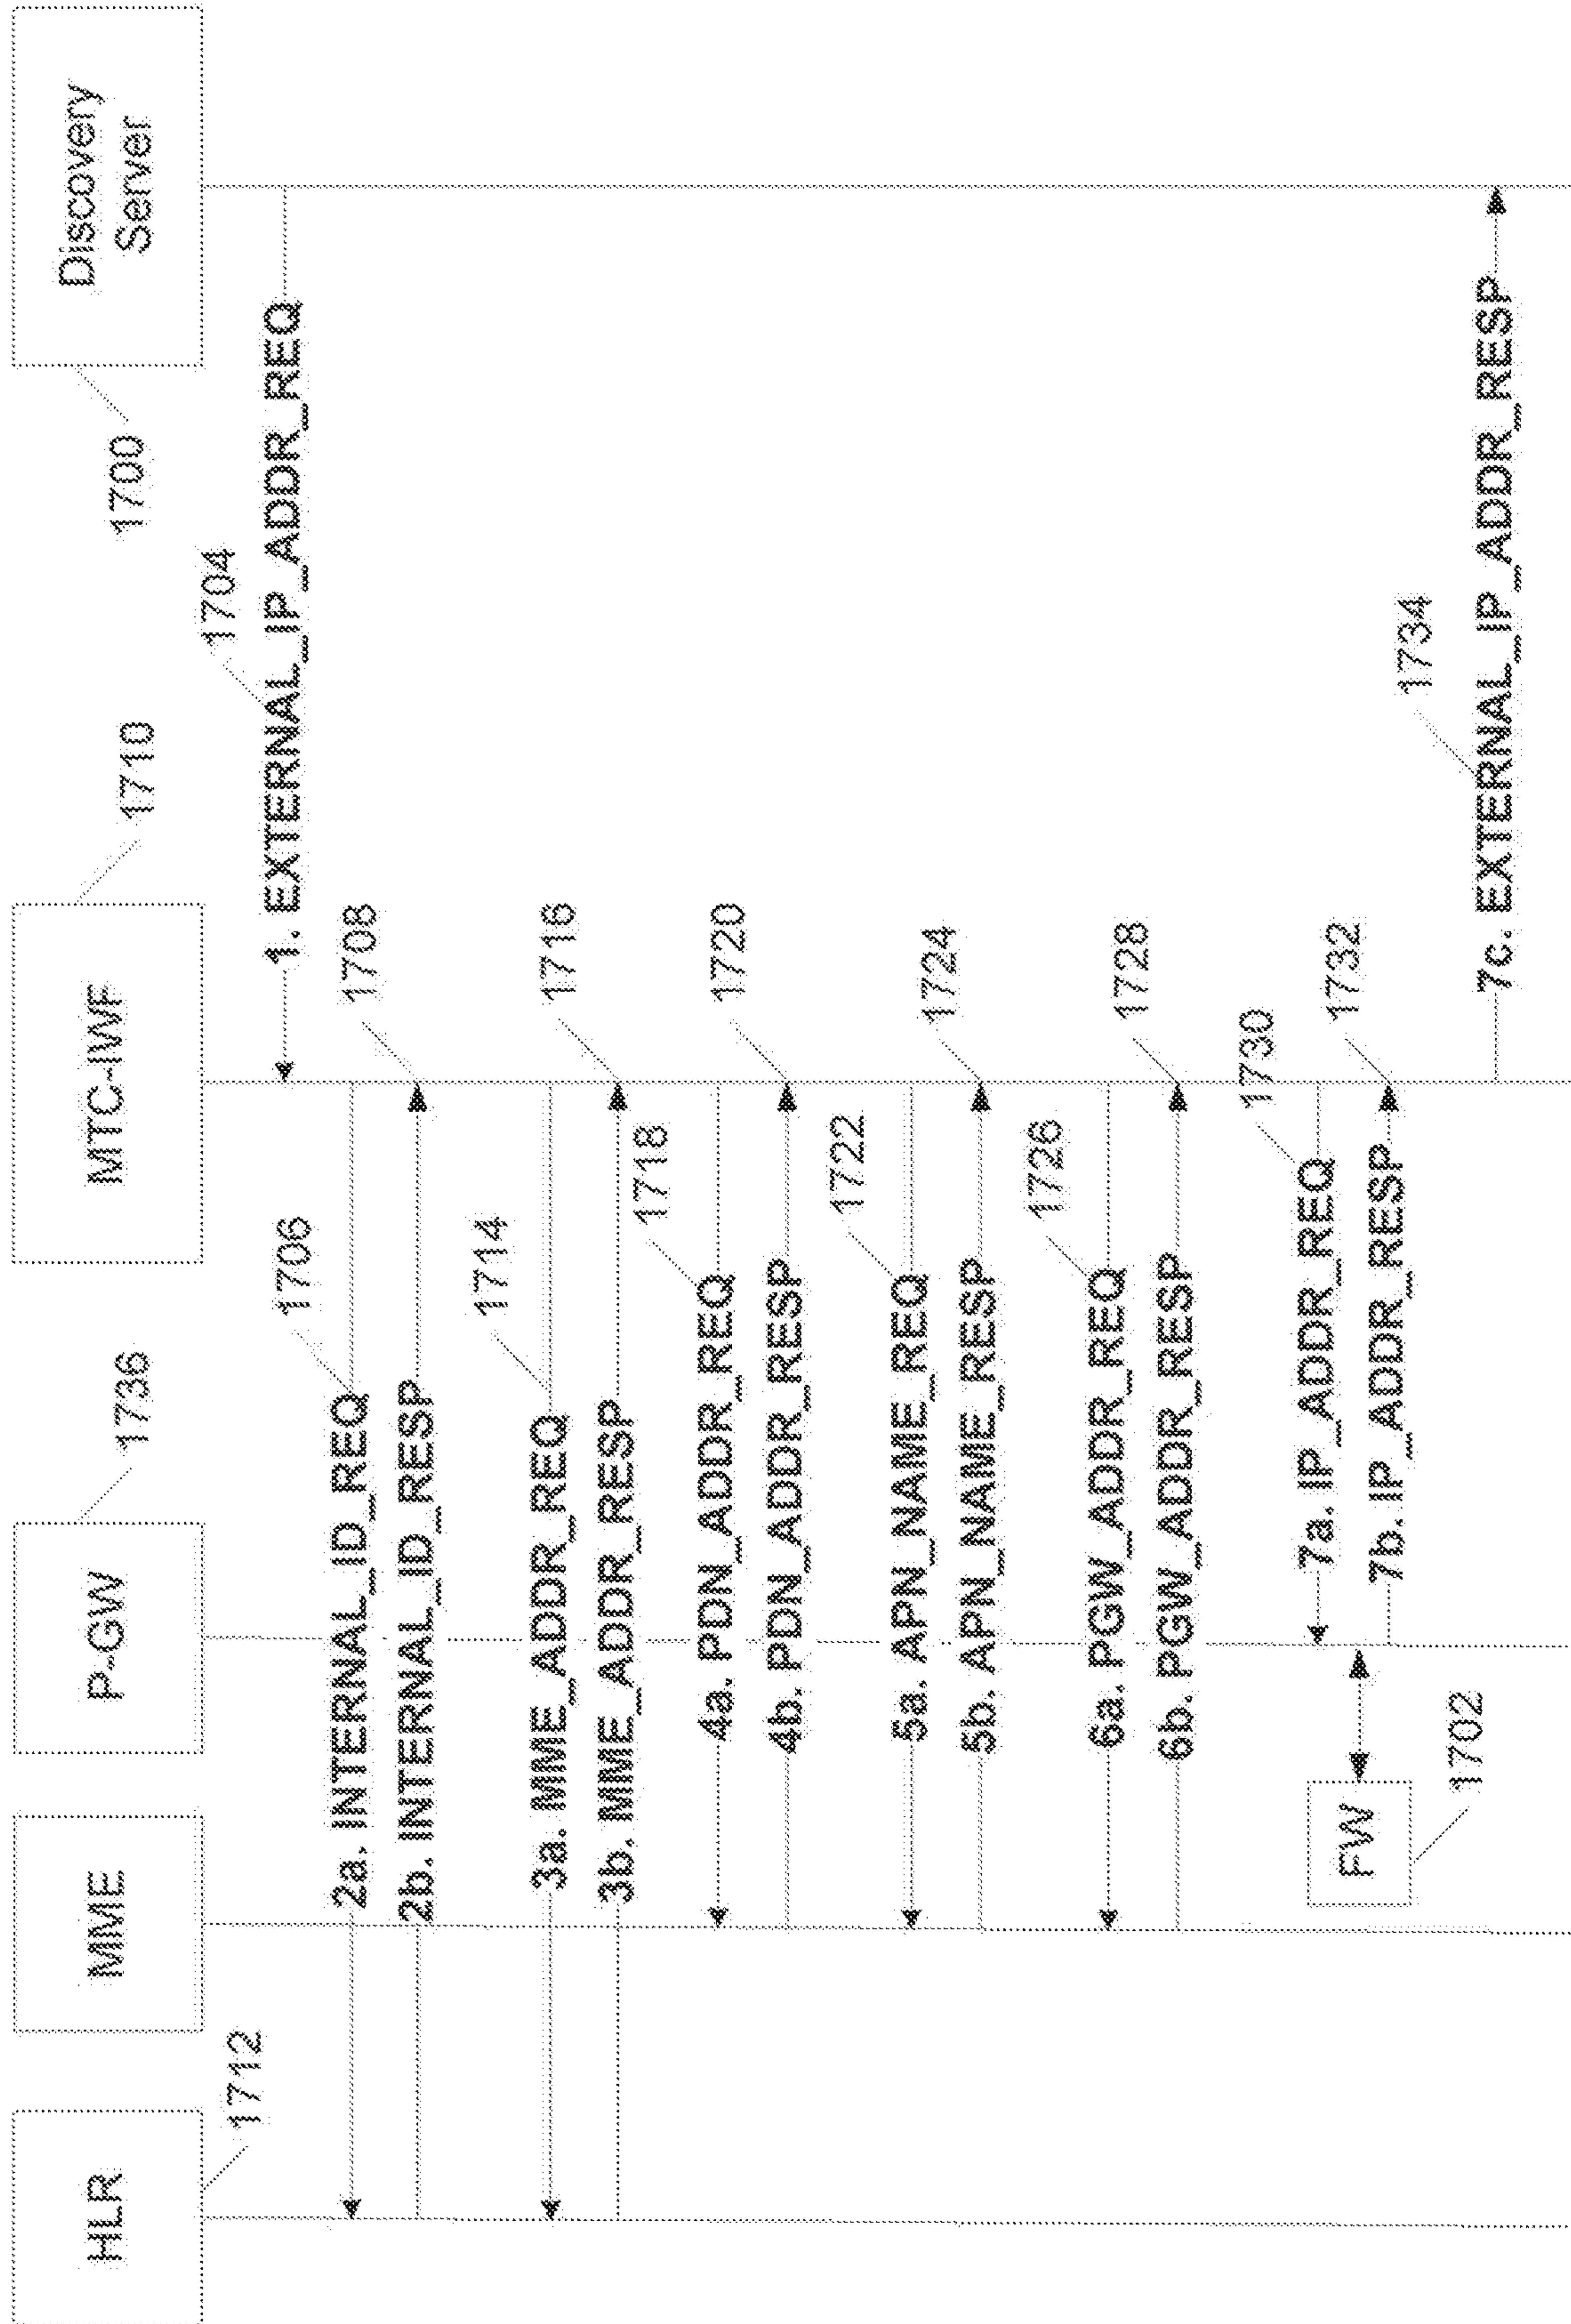 HLR
1712
MME
P-GW
1736
MTC-IWF
1710
Discovery
Server
1700
1704
1. EXTERNAL_IP_ADDR_REQ
1706
2a. INTERNAL_ID_REQ
1708
2b. INTERNAL_ID_RESP
1714
3a. MME_ADDR_REQ
1716
3b. MME_ADDR_RESP
1718
4a. PDN_ADDR_REQ
1720
4b. PDN_ADDR_RESP
1722
5a. APN_NAME_REQ
1724
5b. APN_NAME_RESP
1726
6a. PGW_ADDR_REQ
1728
6b. PGW_ADDR_RESP
1730
7a. IP_ADDR_REQ
1732
7b. IP_ADDR_RESP
FW
1702
1734
7c. EXTERNAL_IP_ADDR_RESP